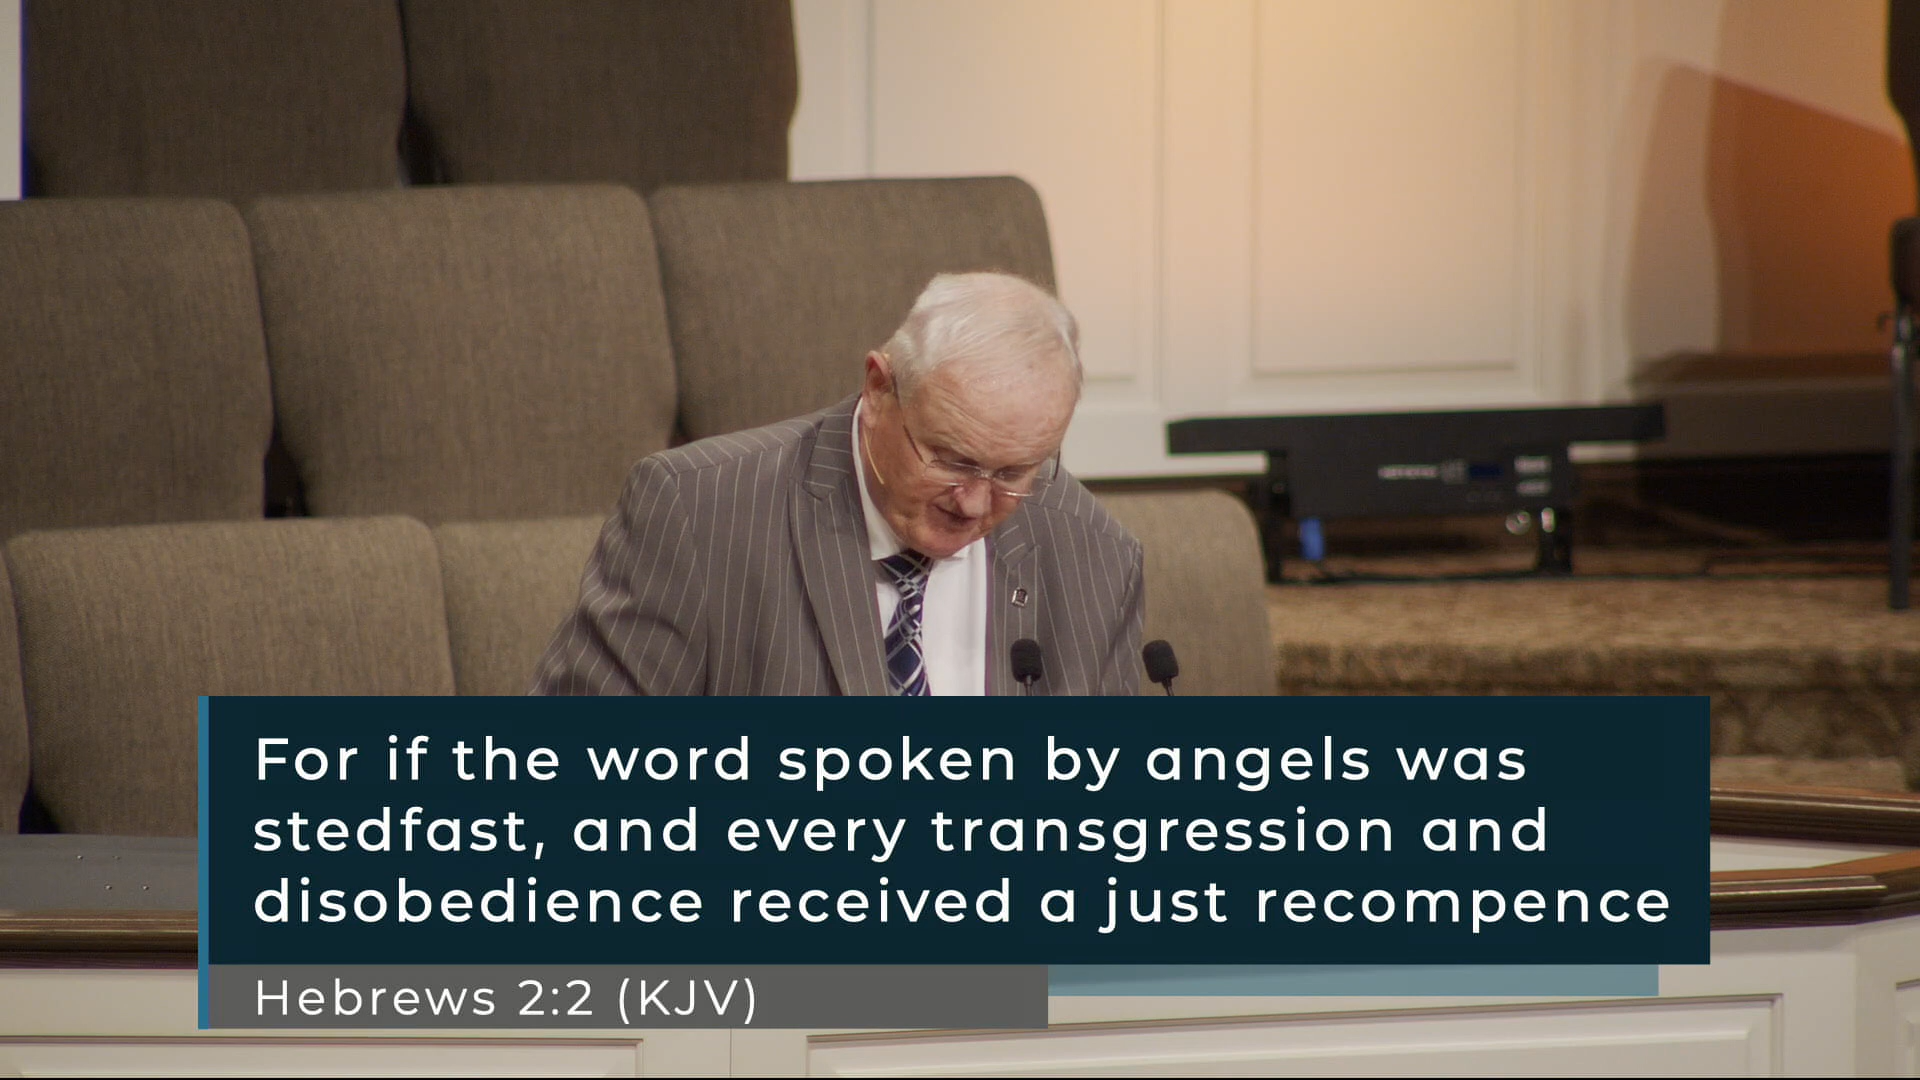 For if the word spoken by angels was
stedfast, and every transgression and
disobedience received a just recompence
Hebrews 2:2 (KJV)